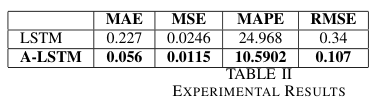 MAE MSE MAPE RMSE
LSTM 0.227 0.0246 24.968 0.34
A-LSTM 0.056 0.0115 10.5902 0.107
TABLE II
EXPERIMENTAL RESULTS